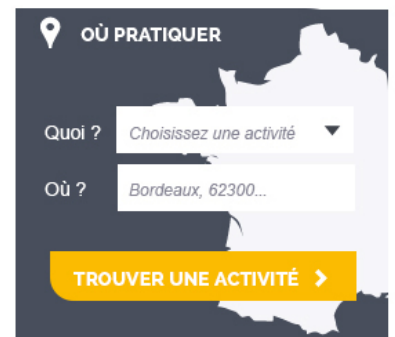 OÙ PRATIQUER
Quoi ? Choisissez une activité
Où ? Bordeaux, 62300...
TROUVER UNE ACTIVITÉ